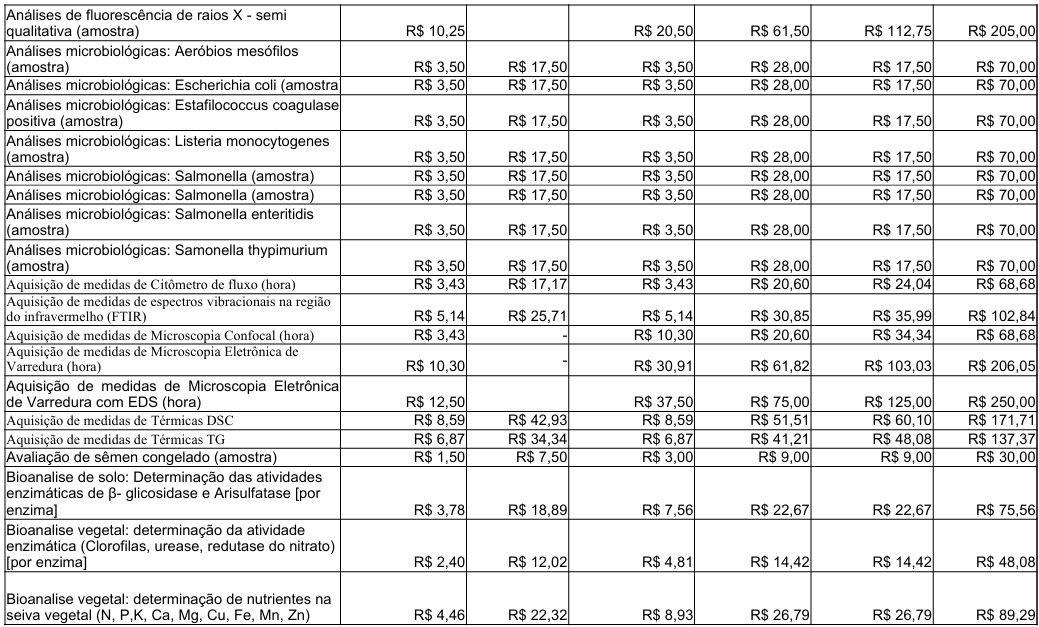 Análises de fluorescência de raios X - semi
qualitativa (amostra) R$ 10,25 R$ 20,50 R$ 61,50 R$ 112,75 R$ 205,00
Análises microbiológicas: Aeróbios mesófilos
(amostra) R$ 3,50 R$ 17,50 R$ 3,50 R$ 28,00 R$ 17,50 R$ 70,00
Análises microbiológicas: Escherichia coli (amostra R$ 3,50 R$ 17,50 R$ 3,50 R$ 28,00 R$ 17,50 R$ 70,00
Análises microbiológicas: Estafilococcus coagulase
positiva (amostra) R$ 3,50 R$ 17,50 R$ 3,50 R$ 28,00 R$ 17,50 R$ 70,00
Análises microbiológicas: Listeria monocytogenes
(amostra) R$ 3,50 R$ 17,50 R$ 3,50 R$ 28,00 R$ 17,50 R$ 70,00
Análises microbiológicas: Salmonella (amostra) R$ 3,50 R$ 17,50 R$ 3,50 R$ 28,00 R$ 17,50 R$ 70,00
Análises microbiológicas: Salmonella (amostra) R$ 3,50 R$ 17,50 R$ 3,50 R$ 28,00 R$ 17,50 R$ 70,00
Análises microbiológicas: Salmonella enteritidis
(amostra) R$ 3,50 R$ 17,50 R$ 3,50 R$ 28,00 R$ 17,50 R$ 70,00
Análises microbiológicas: Samonella thypimurium
(amostra) R$ 3,50 R$ 17,50 R$ 3,50 R$ 28,00 R$ 17,50 R$ 70,00
Aquisição de medidas de Citômetro de fluxo (hora) R$ 3,43 R$ 17,17 R$ 3,43 R$ 20,60 R$ 24,04 R$ 68,68
Aquisição de medidas de espectros vibracionais na região
do infravermelho (FTIR) R$ 5,14 R$ 25,71 R$ 5,14 R$ 30,85 R$ 35,99 R$ 102,84
Aquisição de medidas de Microscopia Confocal (hora) R$ 3,43 - R$ 10,30 R$ 20,60 R$ 34,34 R$ 68,68
Aquisição de medidas de Microscopia Eletrônica de
Varredura (hora) R$ 10,30 - R$ 30,91 R$ 61,82 R$ 103,03 R$ 206,05
Aquisição de medidas de Microscopia Eletrônica
de Varredura com EDS (hora) R$ 12,50 R$ 37,50 R$ 75,00 R$ 125,00 R$ 250,00
Aquisição de medidas de Térmicas DSC R$ 8,59 R$ 42,93 R$ 8,59 R$ 51,51 R$ 60,10 R$ 171,71
Aquisição de medidas de Térmicas TG R$ 6,87 R$ 34,34 R$ 6,87 R$ 41,21 R$ 48,08 R$ 137,37
Avaliação de sêmen congelado (amostra) R$ 1,50 R$ 7,50 R$ 3,00 R$ 9,00 R$ 9,00 R$ 30,00
Bioanalise de solo: Determinação das atividades
enzimáticas de β- glicosidase e Arisulfatase [por
enzima] R$ 3,78 R$ 18,89 R$ 7,56 R$ 22,67 R$ 22,67 R$ 75,56
Bioanalise vegetal: determinação da atividade
enzimática (Clorofilas, urease, redutase do nitrato)
[por enzima] R$ 2,40 R$ 12,02 R$ 4,81 R$ 14,42 R$ 14,42 R$ 48,08
Bioanalise vegetal: determinação de nutrientes na
seiva vegetal (N, P,K, Ca, Mg, Cu, Fe, Mn, Zn) R$ 4,46 R$ 22,32 R$ 8,93 R$ 26,79 R$ 26,79 R$ 89,29